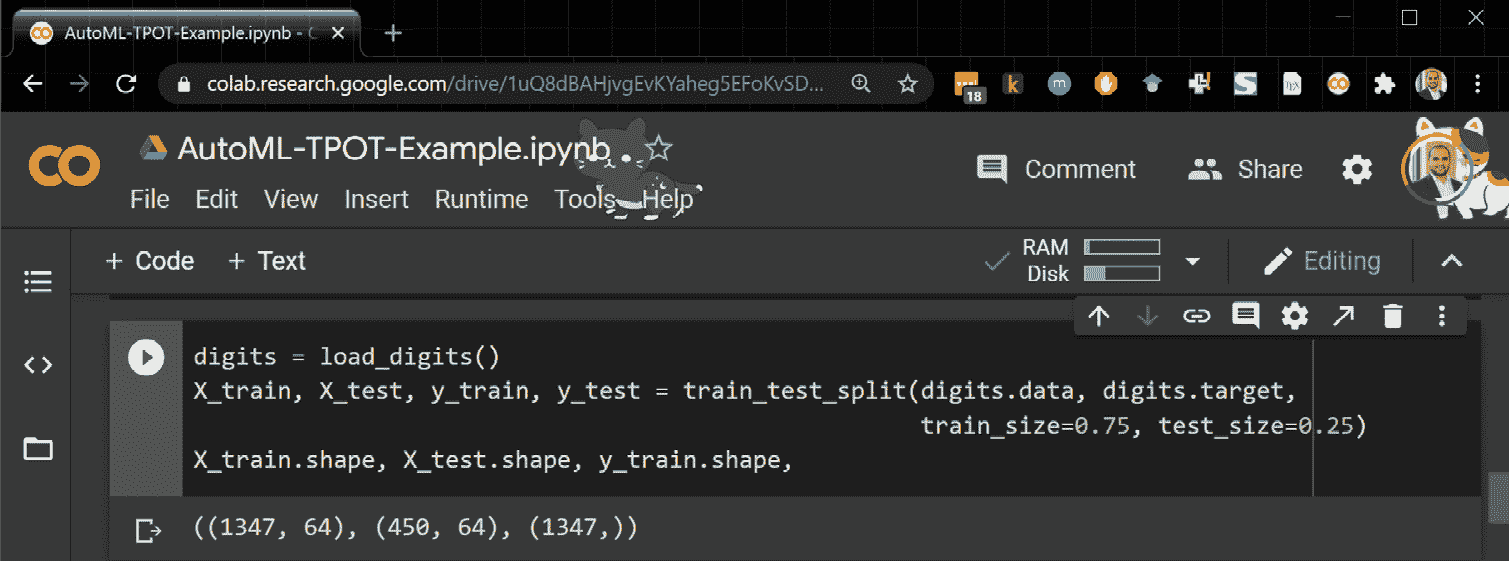 AutoML-TPOT-Example.ipynb - C
colab.research.google.com/drive/1uQ8dBAHjvgEvKYaheg5EFoKvSD...
18
k
m
S
TEX
CO
AutoML-TPOT-Example.ipynb
Comment
Share
File Edit View Insert Runtime Tools Help
+ Code + Text
RAM
Disk
Editing
digits = load_digits()
X_train, X_test, y_train, y_test = train_test_split(digits.data, digits.target,
train_size=0.75, test_size=0.25)
X_train.shape, X_test.shape, y_train.shape,
((1347, 64), (450, 64), (1347,))